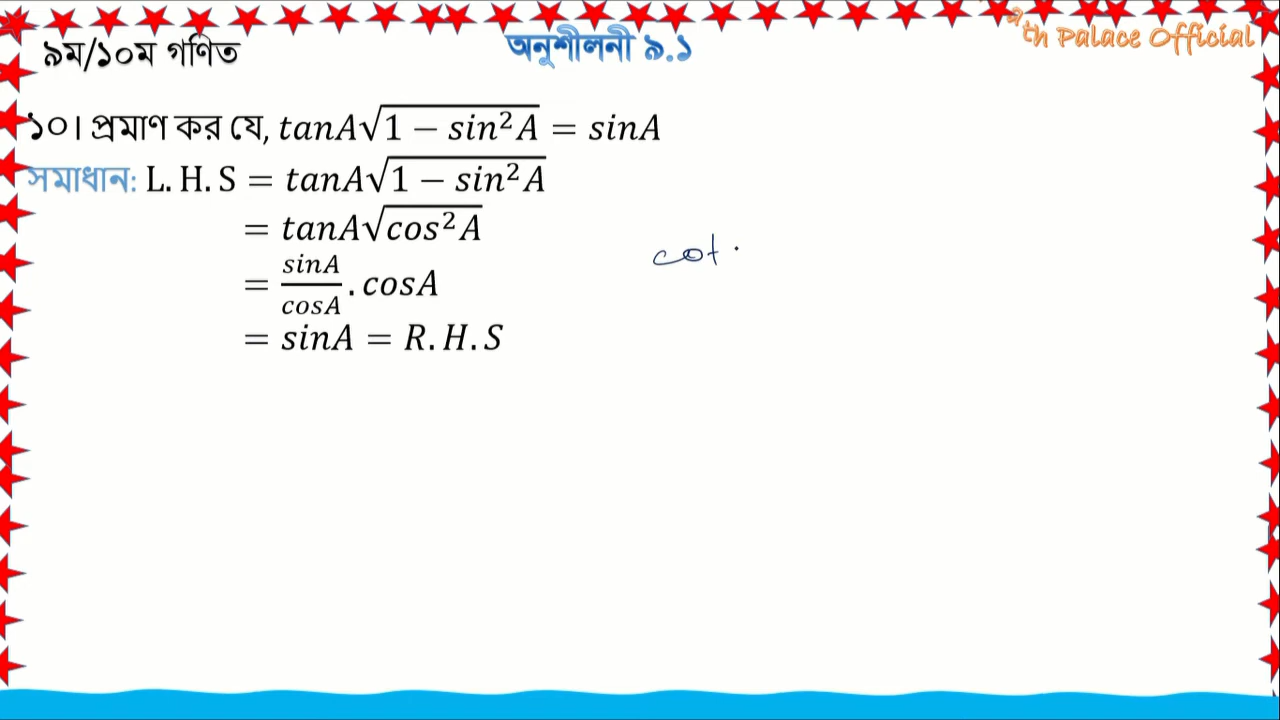 ৯ম/১০ম গণিত
অনুশীলনী ৯.১
th Palace Official
১০। প্রমাণ কর যে, tanA√(1 − sin²A) = sinA
সমাধান: L.H.S = tanA√(1 − sin²A)
= tanA√(cos²A)
= sinA/cosA . cosA
cot
= sinA = R.H.S